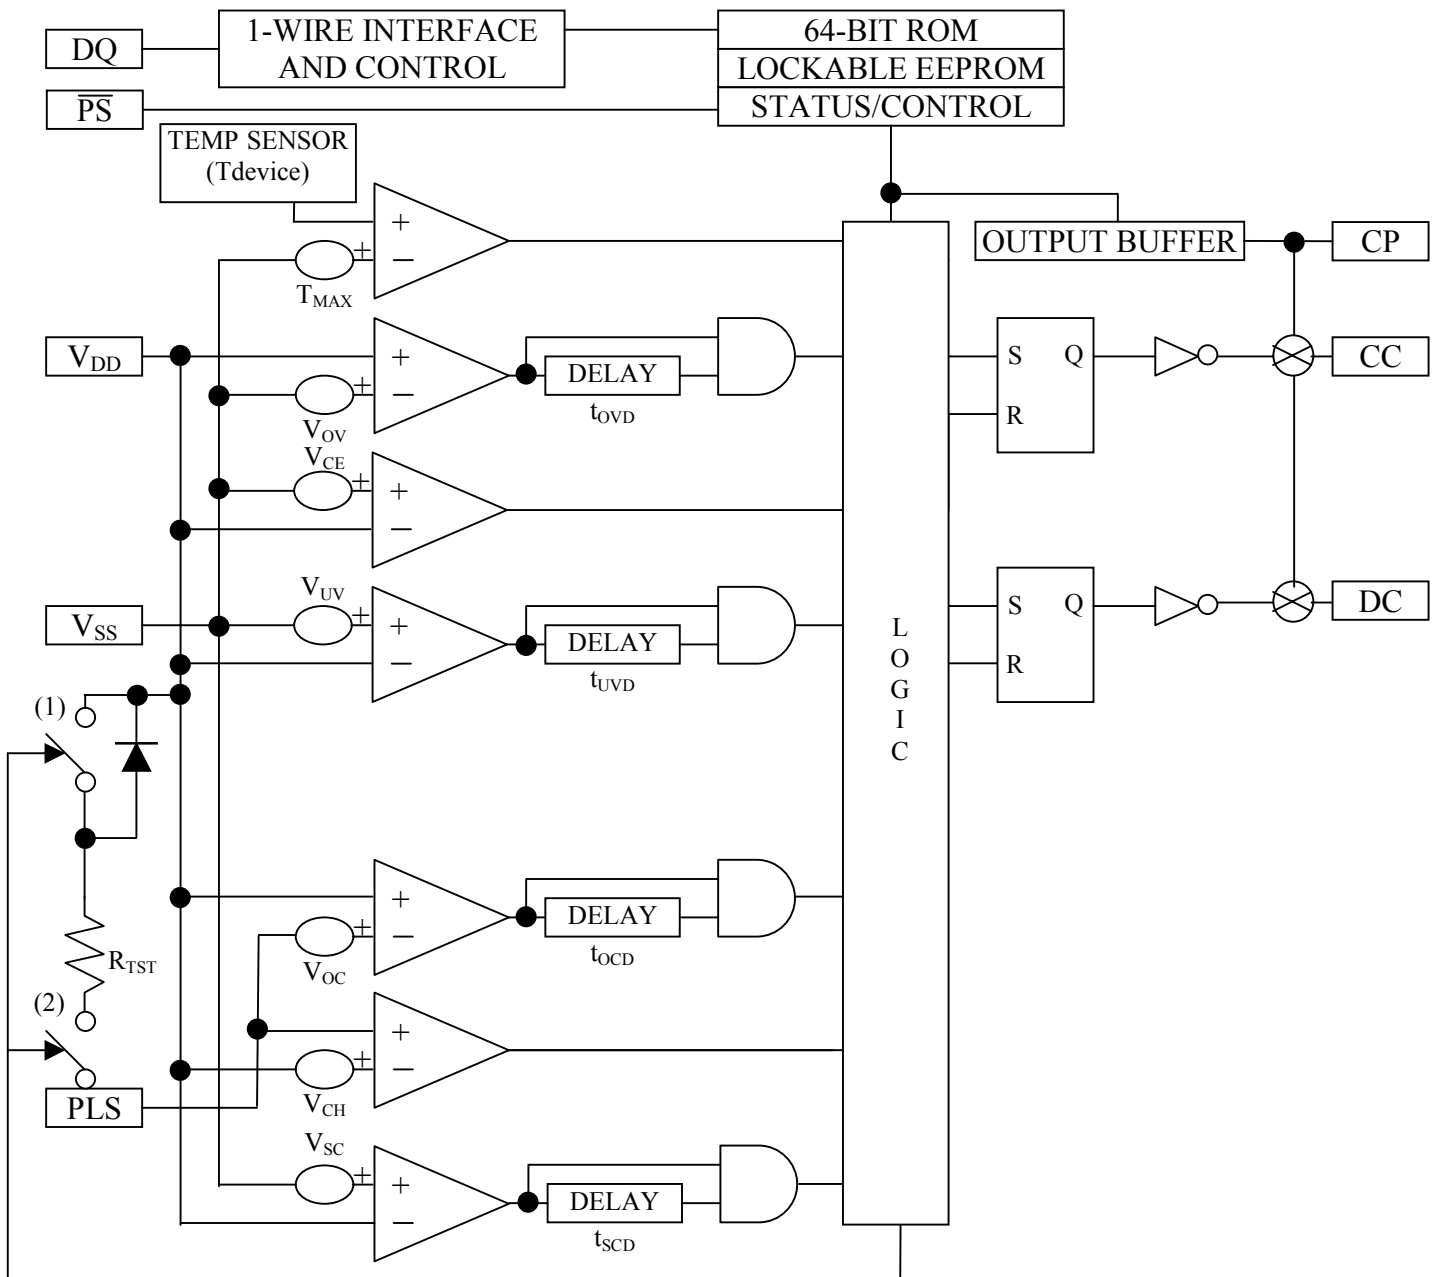 DQ
1-WIRE INTERFACE
AND CONTROL
64-BIT ROM
LOCKABLE EEPROM
STATUS/CONTROL
PS
TEMP SENSOR
(Tdevice)
+
+
−
TMAX
OUTPUT BUFFER
CP
VDD
+
+
−
VOV
DELAY
tOVD
S
Q
R
CC
VCE
+
+
−
VSS
VUV
+
+
−
DELAY
tUVD
S
Q
R
DC
L
O
G
I
C
(1)
+
+
−
VOC
DELAY
tOCD
RTST
(2)
+
+
−
VCH
PLS
VSC
+
+
−
DELAY
tSCD